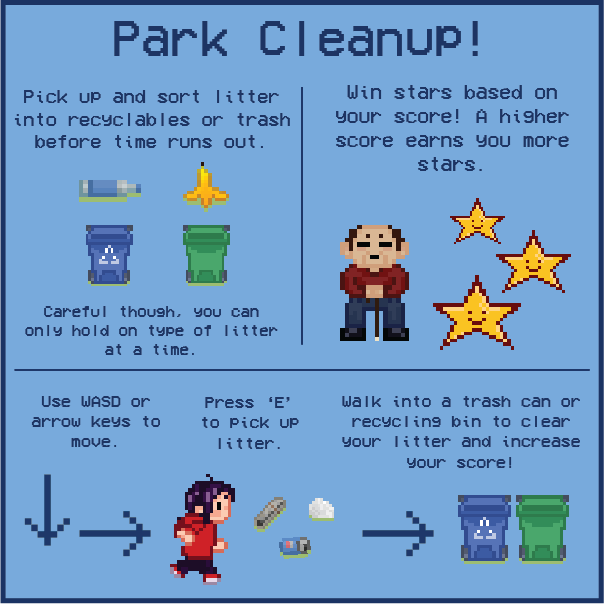 Park Cleanup!
Pick up and sort litter
into recyclables or trash
before time runs out.
Careful though, you can
only hold on type of litter
at a time.
Win stars based on
your score! A higher
score earns you more
stars.
Use WASD or
arrow keys to
move.
Press ‘E’
to pick up
litter.
Walk into a trash can or
recycling bin to clear
your litter and increase
your score!